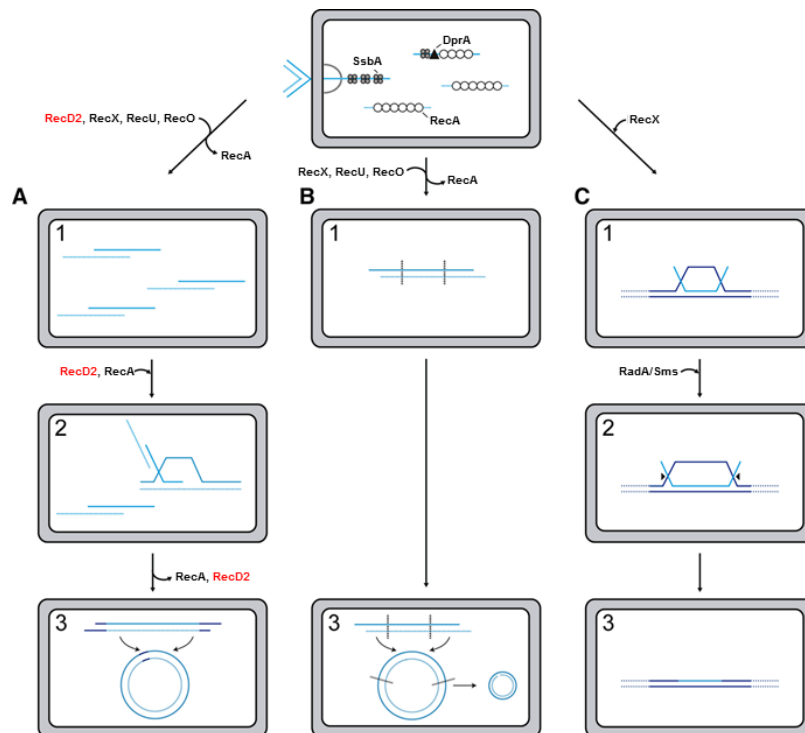 DprA
SsbA
RecA
RecD2, RecX, RecU, RecO
RecA
RecX, RecU, RecO
RecA
RecX
A
B
C
1
1
1
RecD2, RecA
RadA/Sms
2
2
RecA, RecD2
3
3
3